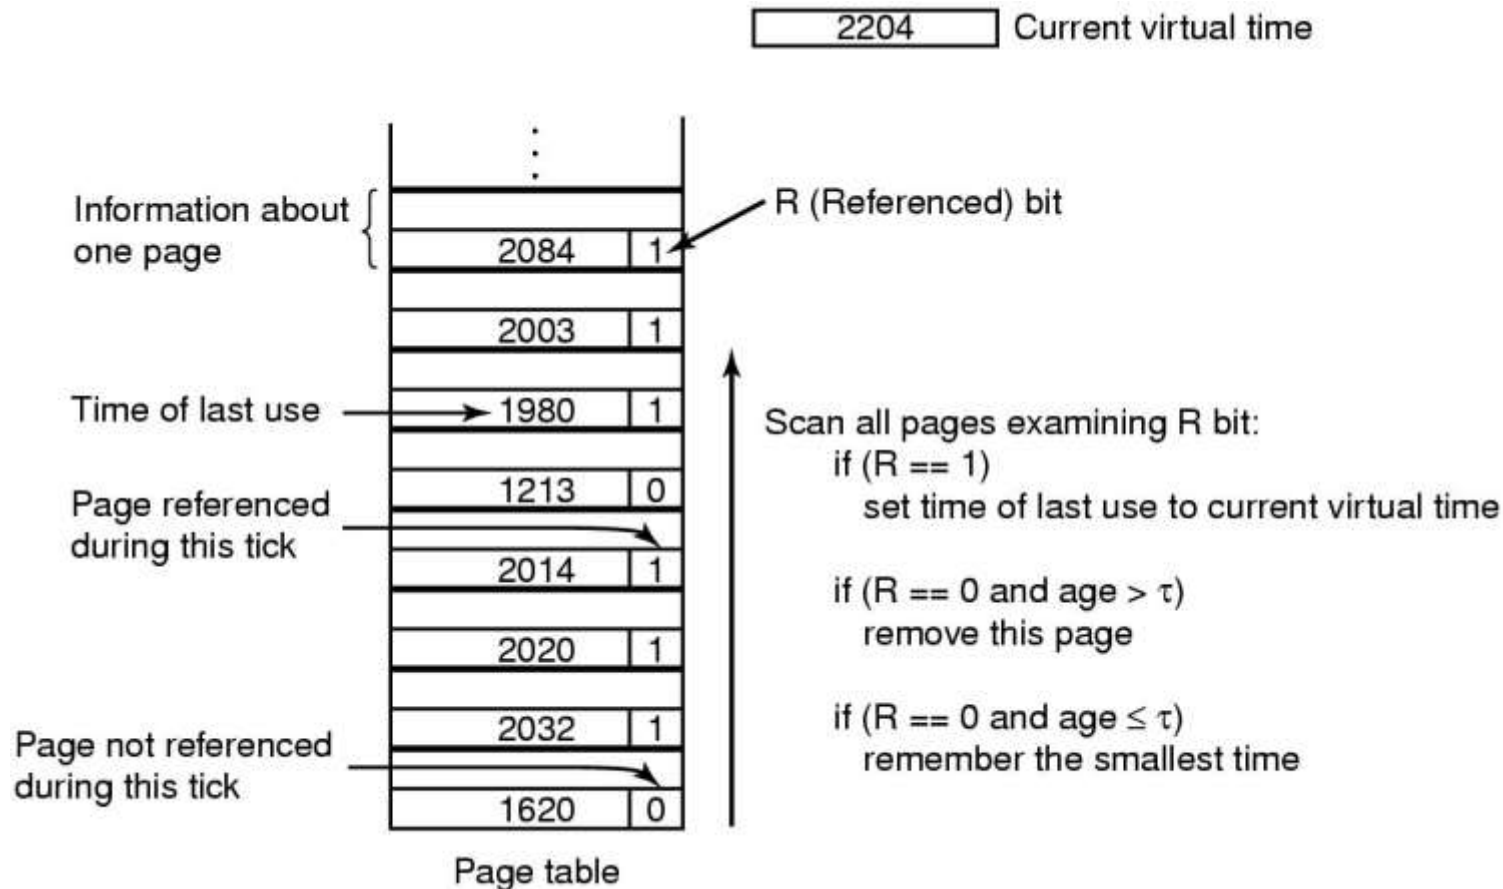 2204 Current virtual time
Information about
one page
R (Referenced) bit
2084 1
2003 1
Time of last use
1980 1
1213 0
Page referenced
during this tick
2014 1
2020 1
2032 1
Page not referenced
during this tick
1620 0
Page table
Scan all pages examining R bit:
if (R == 1)
set time of last use to current virtual time
if (R == 0 and age > τ)
remove this page
if (R == 0 and age ≤ τ)
remember the smallest time